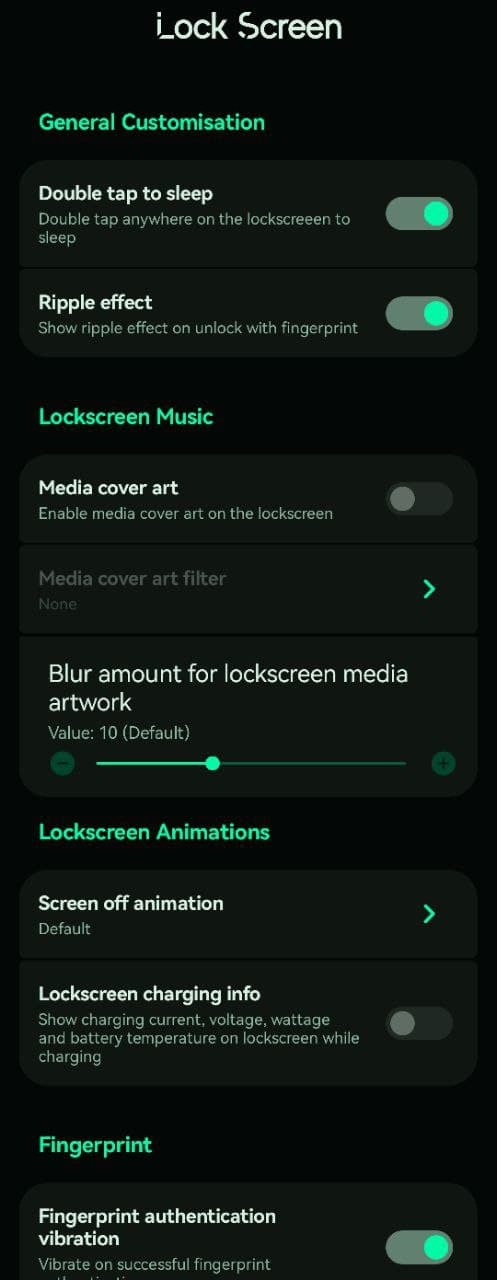 Lock Screen
General Customisation
Double tap to sleep
Double tap anywhere on the lockscreeen to
sleep
Ripple effect
Show ripple effect on unlock with fingerprint
Lockscreen Music
Media cover art
Enable media cover art on the lockscreen
Media cover art filter
None
Blur amount for lockscreen media
artwork
Value: 10 (Default)
Lockscreen Animations
Screen off animation
Default
Lockscreen charging info
Show charging current, voltage, wattage
and battery temperature on lockscreen while
charging
Fingerprint
Fingerprint authentication
vibration
Vibrate on successful fingerprint